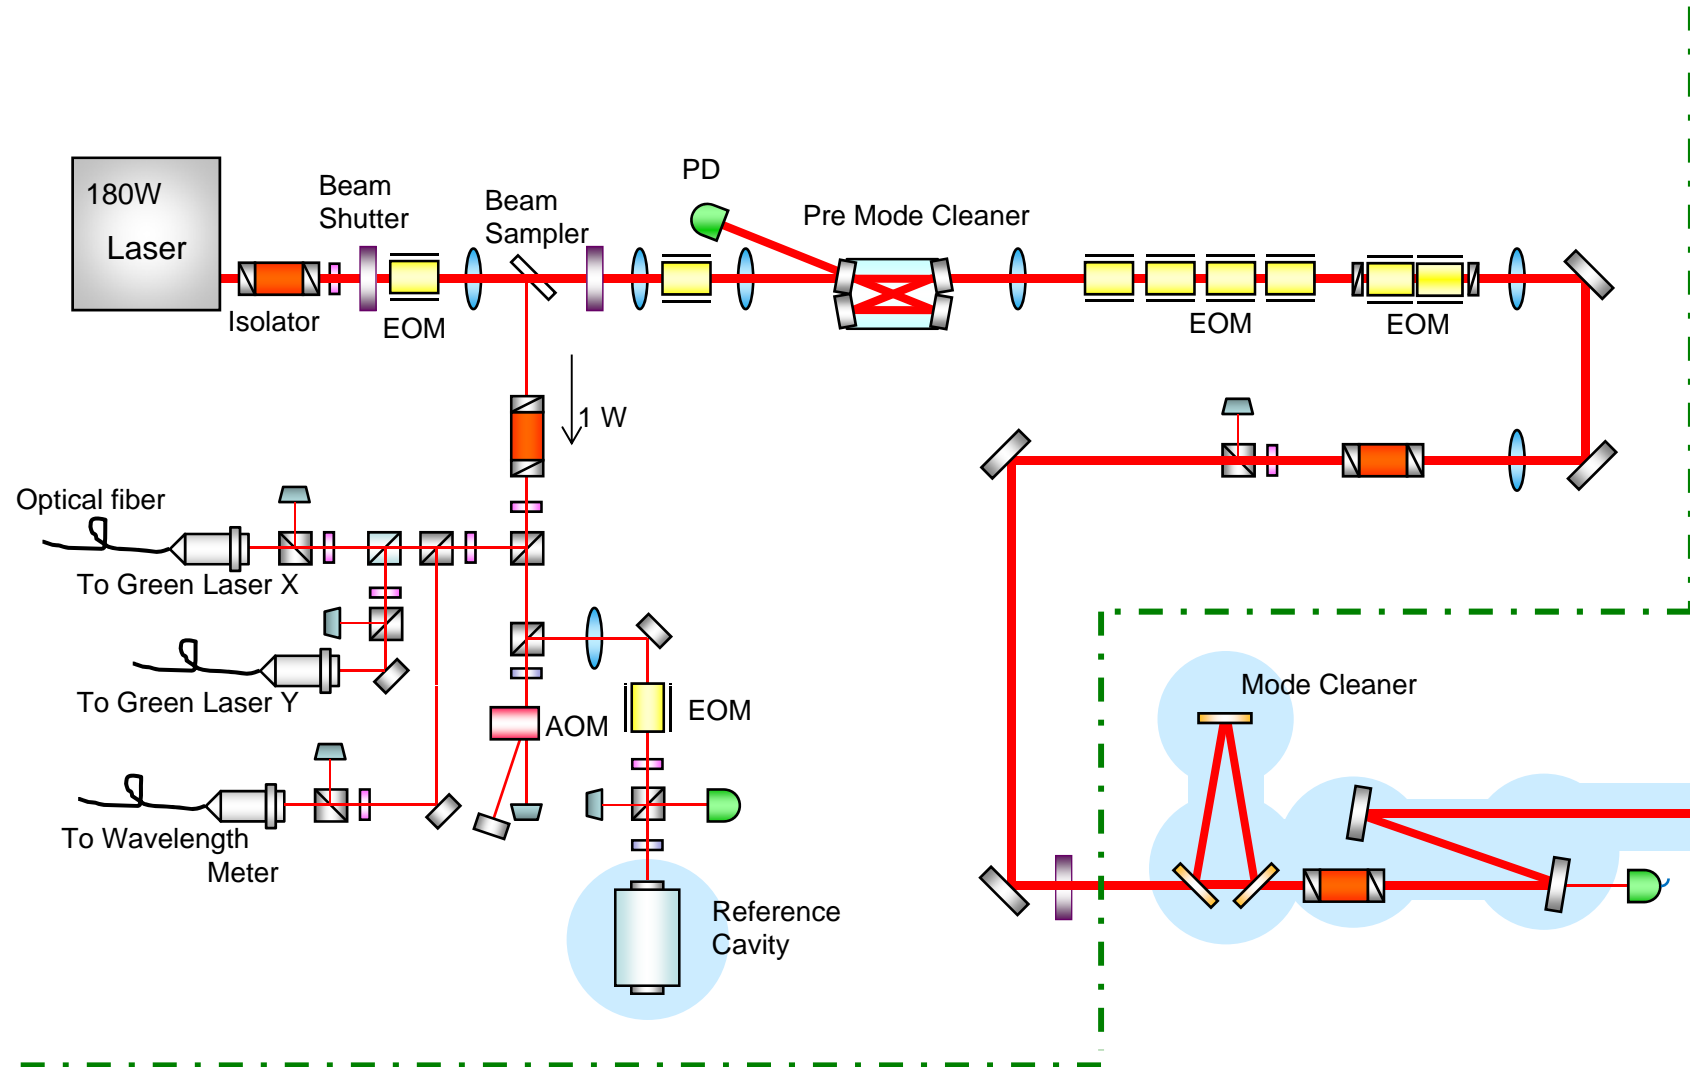 180W
Laser
Isolator
Beam
Shutter
EOM
Beam
Sampler
PD
Pre Mode Cleaner
EOM
EOM
1 W
Optical fiber
To Green Laser X
To Green Laser Y
To Wavelength
Meter
AOM
EOM
Reference
Cavity
Mode Cleaner